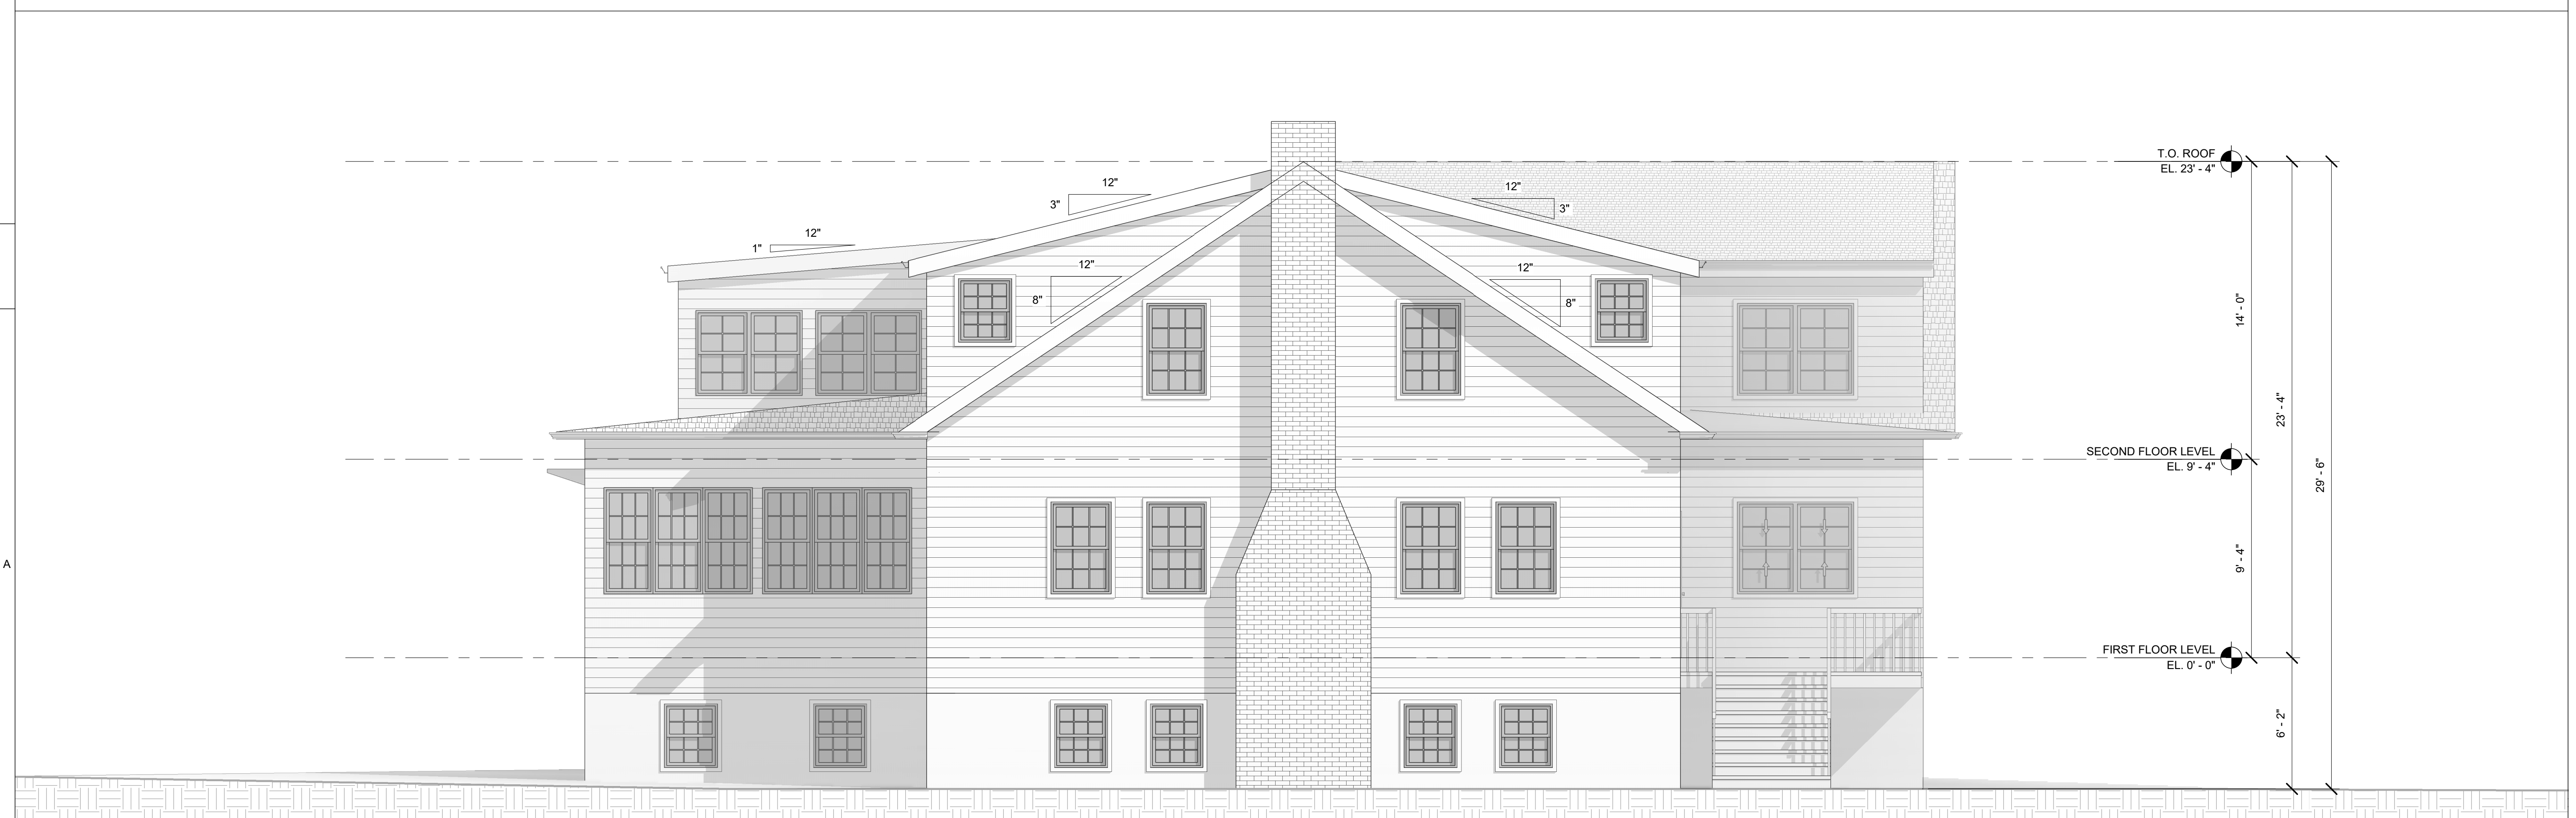 T.O. ROOF
EL. 23' - 4"
12"
3"
12"
3"
12"
1"
12"
8"
12"
8"
14' - 0"
23' - 4"
29' - 6"
SECOND FLOOR LEVEL
EL. 9' - 4"
A
9' - 4"
FIRST FLOOR LEVEL
EL. 0' - 0"
6' - 2"